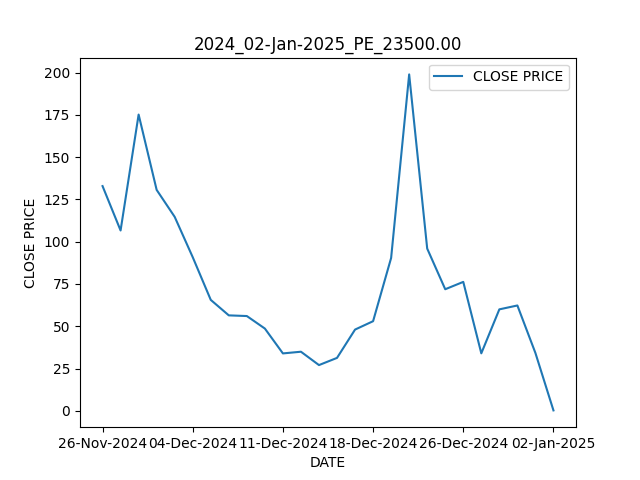 2024_02-Jan-2025_PE_23500.00
CLOSE PRICE
200
175
150
125
100
75
50
25
0
CLOSE PRICE
26-Nov-2024 04-Dec-2024 11-Dec-2024 18-Dec-2024 26-Dec-2024 02-Jan-2025
DATE